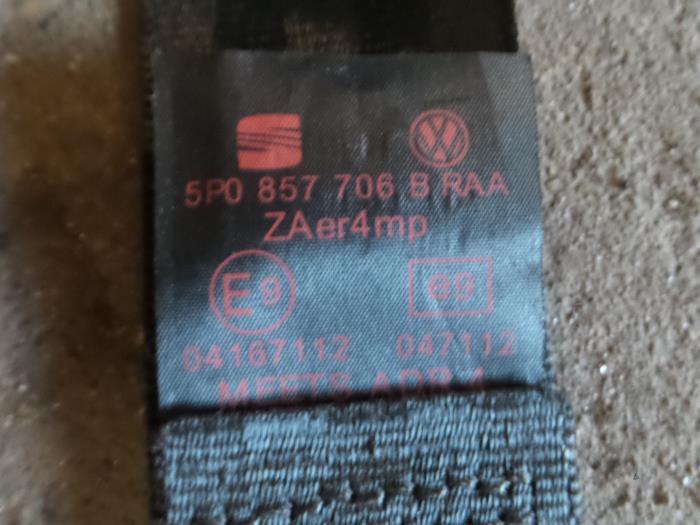 5P0 857 706 B RAA
ZAer4mp
E9 e9
04167112 047112
MEETS ADR 4